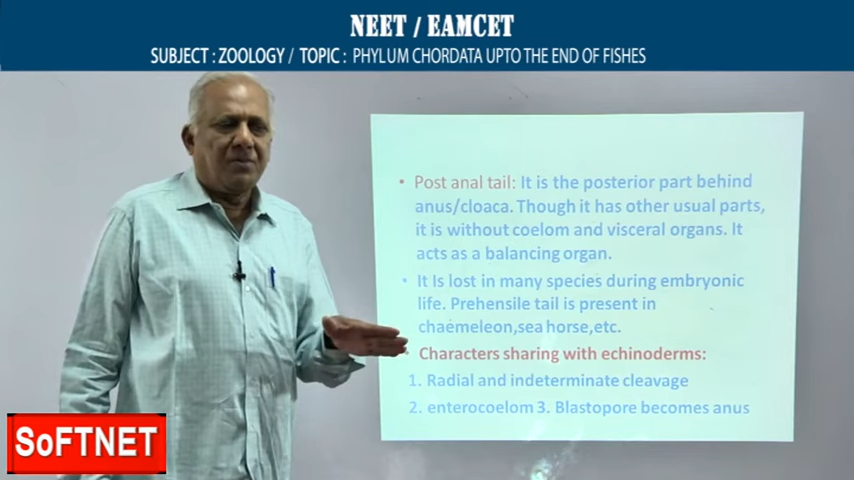 NEET / EAMCET
SUBJECT : ZOOLOGY / TOPIC : PHYLUM CHORDATA UPTO THE END OF FISHES
• Post anal tail: It is the posterior part behind
anus/cloaca. Though it has other usual parts,
it is without coelom and visceral organs. It
acts as a balancing organ.
• It Is lost in many species during embryonic
life. Prehensile tail is present in
chaemeleon,sea horse,etc.
• Characters sharing with echinoderms:
1. Radial and indeterminate cleavage
2. enterocoelom 3. Blastopore becomes anus
SoFTNET